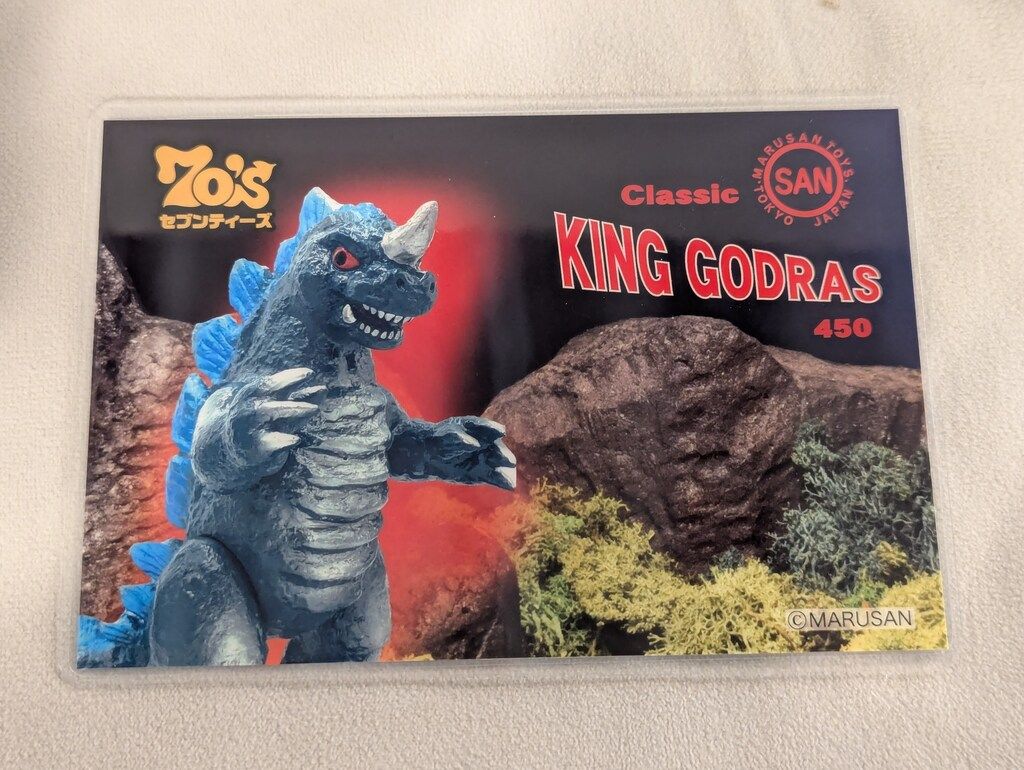 70's
セブンティーズ
MARUSAN TOYS.
SAN
TOKYO JAPAN
Classic
KING GODRAS
450
©MARUSAN